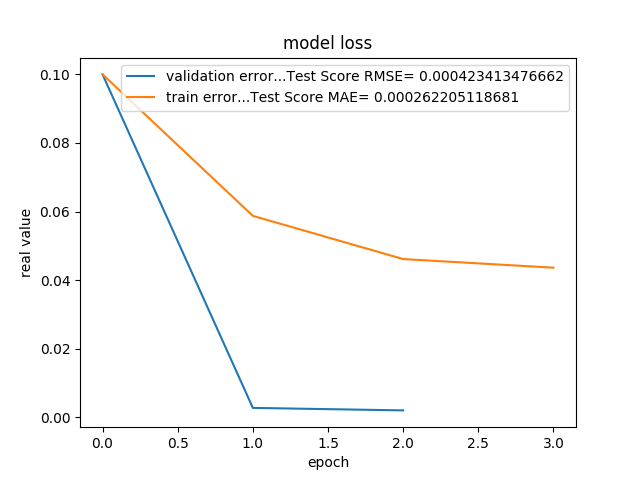 model loss
validation error...Test Score RMSE= 0.000423413476662
train error...Test Score MAE= 0.000262205118681
real value
0.10
0.08
0.06
0.04
0.02
0.00
0.0 0.5 1.0 1.5 2.0 2.5 3.0
epoch